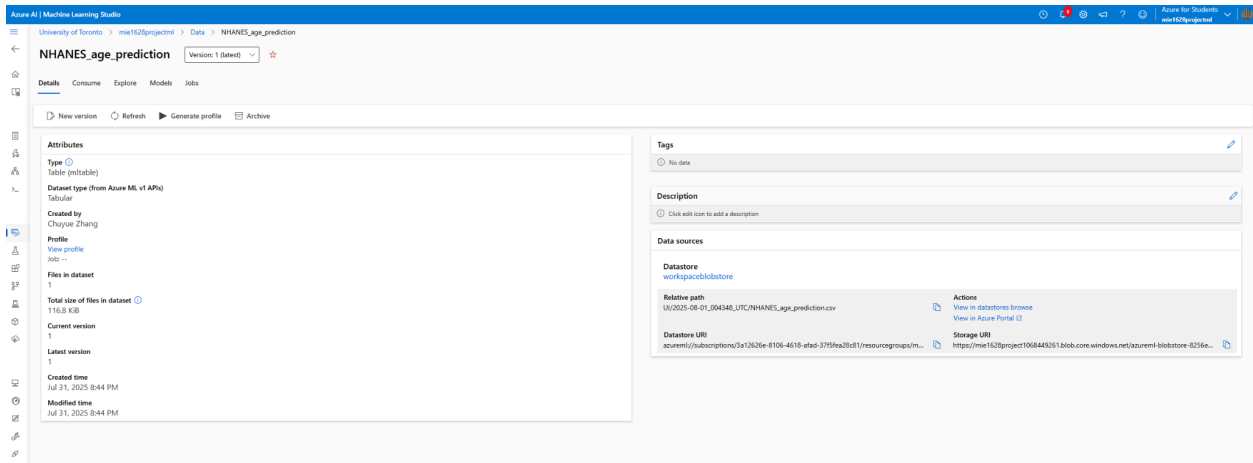 Azure AI | Machine Learning Studio
Azure for Students
mie1628projectml
University of Toronto > mie1628projectml > Data > NHANES_age_prediction
NHANES_age_prediction
Version: 1 (latest)
Details Consume Explore Models Jobs
New version Refresh Generate profile Archive
Attributes
Type
Table (mltable)
Dataset type (from Azure ML v1 APIs)
Tabular
Created by
Chuyue Zhang
Profile
View profile
Job: --
Files in dataset
1
Total size of files in dataset
116.8 KiB
Current version
1
Latest version
1
Created time
Jul 31, 2025 8:44 PM
Modified time
Jul 31, 2025 8:44 PM
Tags
No data
Description
Click edit icon to add a description
Data sources
Datastore
workspaceblobstore
Relative path
UI/2025-08-01_004348_UTC/NHANES_age_prediction.csv
Actions
View in datastores browse
View in Azure Portal
Datastore URI
azureml://subscriptions/3a12626e-8106-4618-afad-37f5fea28c81/resourcegroups/m...
Storage URI
https://mie1628project1068449261.blob.core.windows.net/azureml-blobstore-8256e...